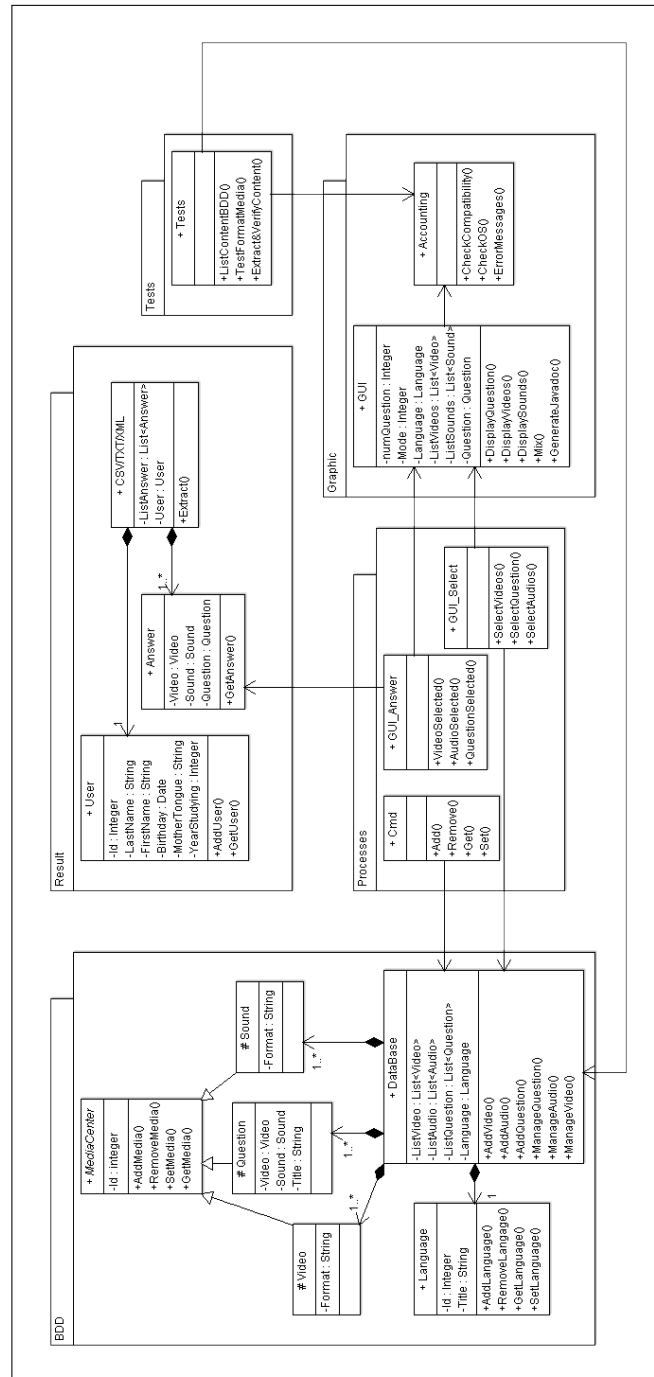 BDD
+ MediaCenter
-Id : integer
+AddMedia()
+RemoveMedia()
+SetMedia()
+GetMedia()
# Video
-Format : String
# Question
-Video : Video
-Sound : Sound
-Title : String
# Sound
-Format : String
1..*
1..*
1..*
+ DataBase
-ListVideo : List<Video>
-ListAudio : List<Audio>
-ListQuestion : List<Question>
-Language : Language
+AddVideo()
+AddAudio()
+AddQuestion()
+ManageQuestion()
+ManageAudio()
+ManageVideo()
1
+ Language
-Id : Integer
-Title : String
+AddLanguage()
+RemoveLangage()
+GetLanguage()
+SetLanguage()
Result
+ User
-Id : Integer
-LastName : String
-FirstName : String
-Birthday : Date
-MotherTongue : String
-YearStudying : Integer
+AddUser()
+GetUser()
1
+ Answer
-Video : Video
-Sound : Sound
-Question : Question
+GetAnswer()
1..*
+ CSV/TXT/XML
-ListAnswer : List<Answer>
-User : User
+Extract()
Processes
+ Cmd
+Add()
+Remove()
+Get()
+Set()
+ GUI_Answer
+VideoSelected()
+AudioSelected()
+QuestionSelected()
+ GUI_Select
+SelectVideos()
+SelectQuestion()
+SelectAudios()
Tests
+ Tests
+ListContentBDD()
+TestFormatMedia()
+Extract&VerifyContent()
Graphic
+ GUI
-numQuestion : Integer
-Mode : Integer
-Language : Language
-ListVideos : List<Video>
-ListSounds : List<Sound>
-Question : Question
+DisplayQuestion()
+DisplayVideos()
+DisplaySounds()
+Mix()
+GenerateJavadoc()
+ Accounting
+CheckCompatibility()
+CheckOS()
+ErrorMessages()